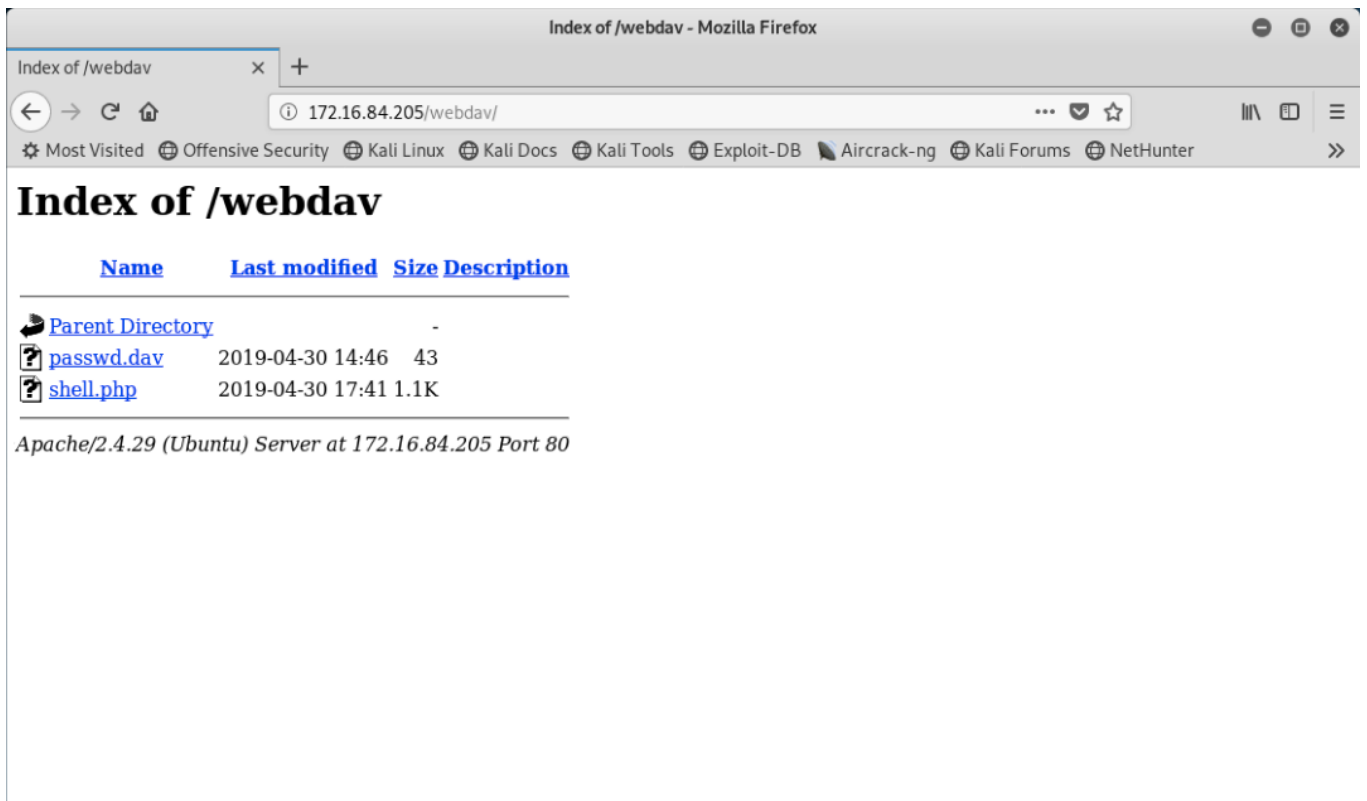 Index of /webdav - Mozilla Firefox
Index of /webdav
172.16.84.205/webdav/
Most Visited Offensive Security Kali Linux Kali Docs Kali Tools Exploit-DB Aircrack-ng Kali Forums NetHunter
Index of /webdav
Name Last modified Size Description
Parent Directory -
passwd.dav 2019-04-30 14:46 43
shell.php 2019-04-30 17:41 1.1K
Apache/2.4.29 (Ubuntu) Server at 172.16.84.205 Port 80